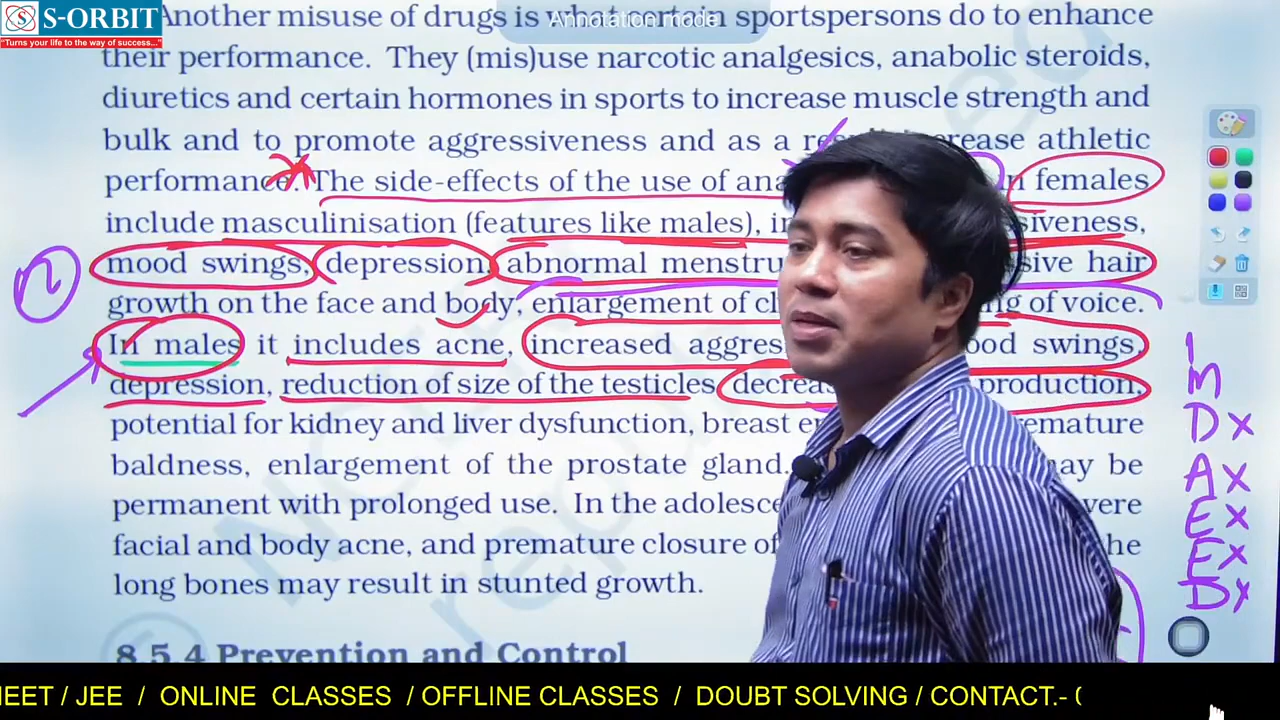 S-ORBIT
"Turns your life to the way of success..."
Annotation mode
Another misuse of drugs is what certain sportspersons do to enhance
their performance. They (mis)use narcotic analgesics, anabolic steroids,
diuretics and certain hormones in sports to increase muscle strength and
bulk and to promote aggressiveness and as a result increase athletic
performance. The side-effects of the use of ana in females
include masculinisation (features like males), in siveness,
mood swings, depression, abnormal menstru sive hair
growth on the face and body, enlargement of cl ng of voice.
In males it includes acne, increased aggres ood swings,
depression, reduction of size of the testicles decreas production,
potential for kidney and liver dysfunction, breast en remature
baldness, enlargement of the prostate gland. may be
permanent with prolonged use. In the adolesce vere
facial and body acne, and premature closure of he
long bones may result in stunted growth.
8.5.4 Prevention and Control
I
M
D x
A x
E x
E x
D x
NEET / JEE / ONLINE CLASSES / OFFLINE CLASSES / DOUBT SOLVING / CONTACT.-